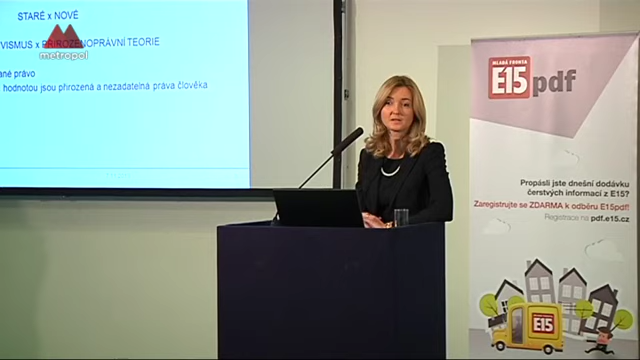 STARÉ x NOVÉ
VISMUS x PŘIROZENOPRÁVNÍ TEORIE
metropol
ané právo
hodnotou jsou přirozená a nezadatelná práva člověka
MLADÁ FRONTA
E15pdf
Propásli jste dnešní dodávku
čerstvých informací z E15?
Zaregistrujte se ZDARMA k odběru E15pdf!
Registrace na pdf.e15.cz
E15